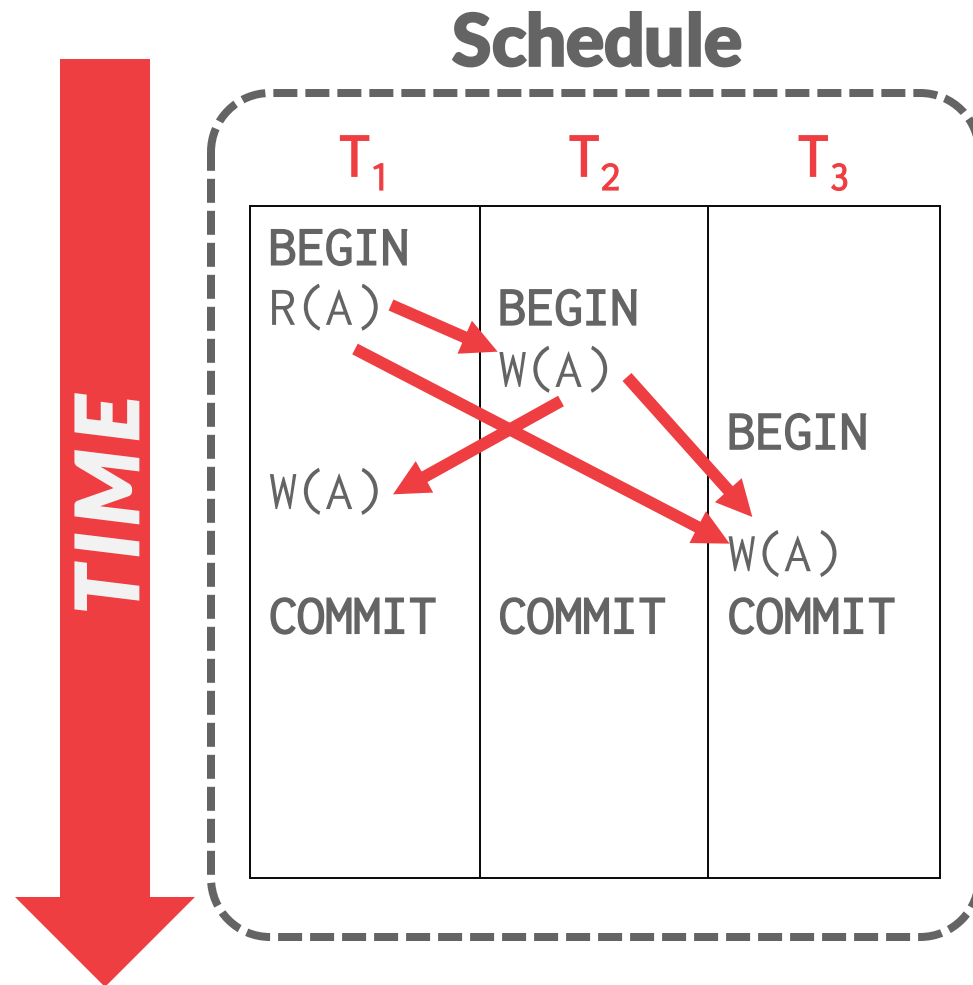 Schedule
TIME
T₁ T₂ T₃
BEGIN
R(A) BEGIN
W(A)
BEGIN
W(A)
W(A)
COMMIT COMMIT COMMIT